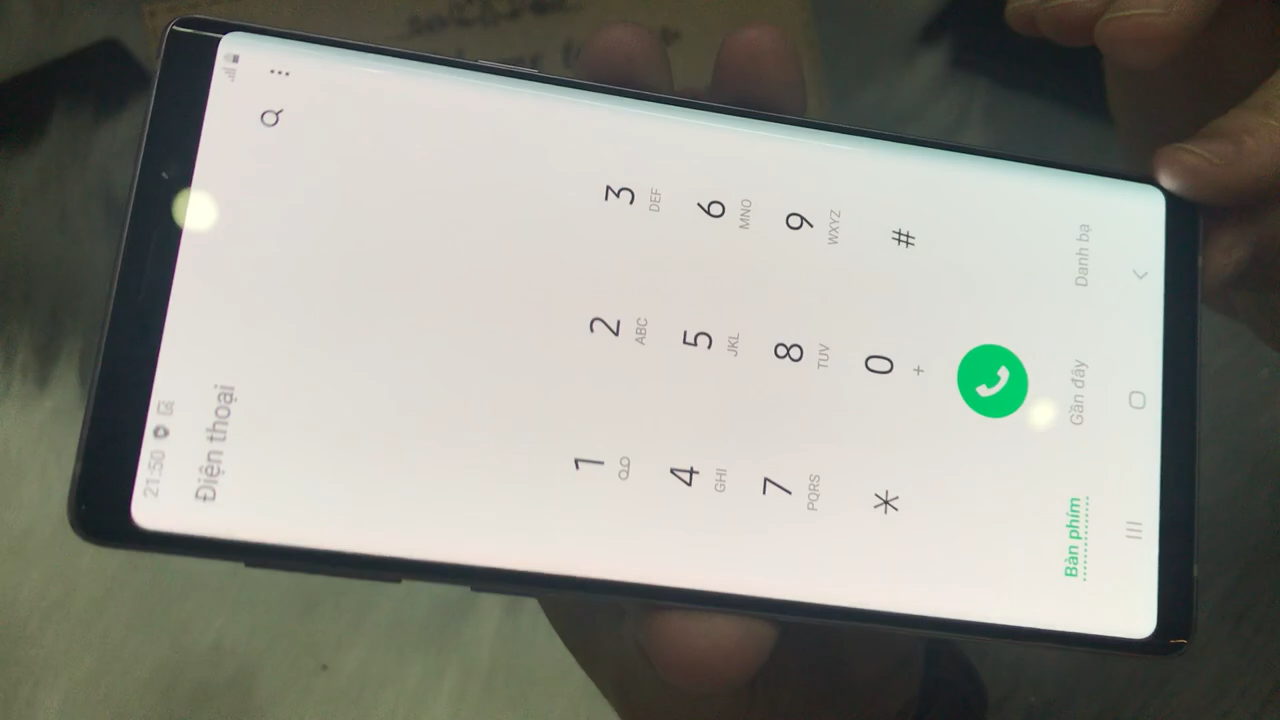 21:50
Điện thoại
1 2 3
ABC DEF
4 5 6
GHI JKL MNO
7 8 9
PQRS TUV WXYZ
* 0 #
+
Bàn phím Gần đây Danh bạ